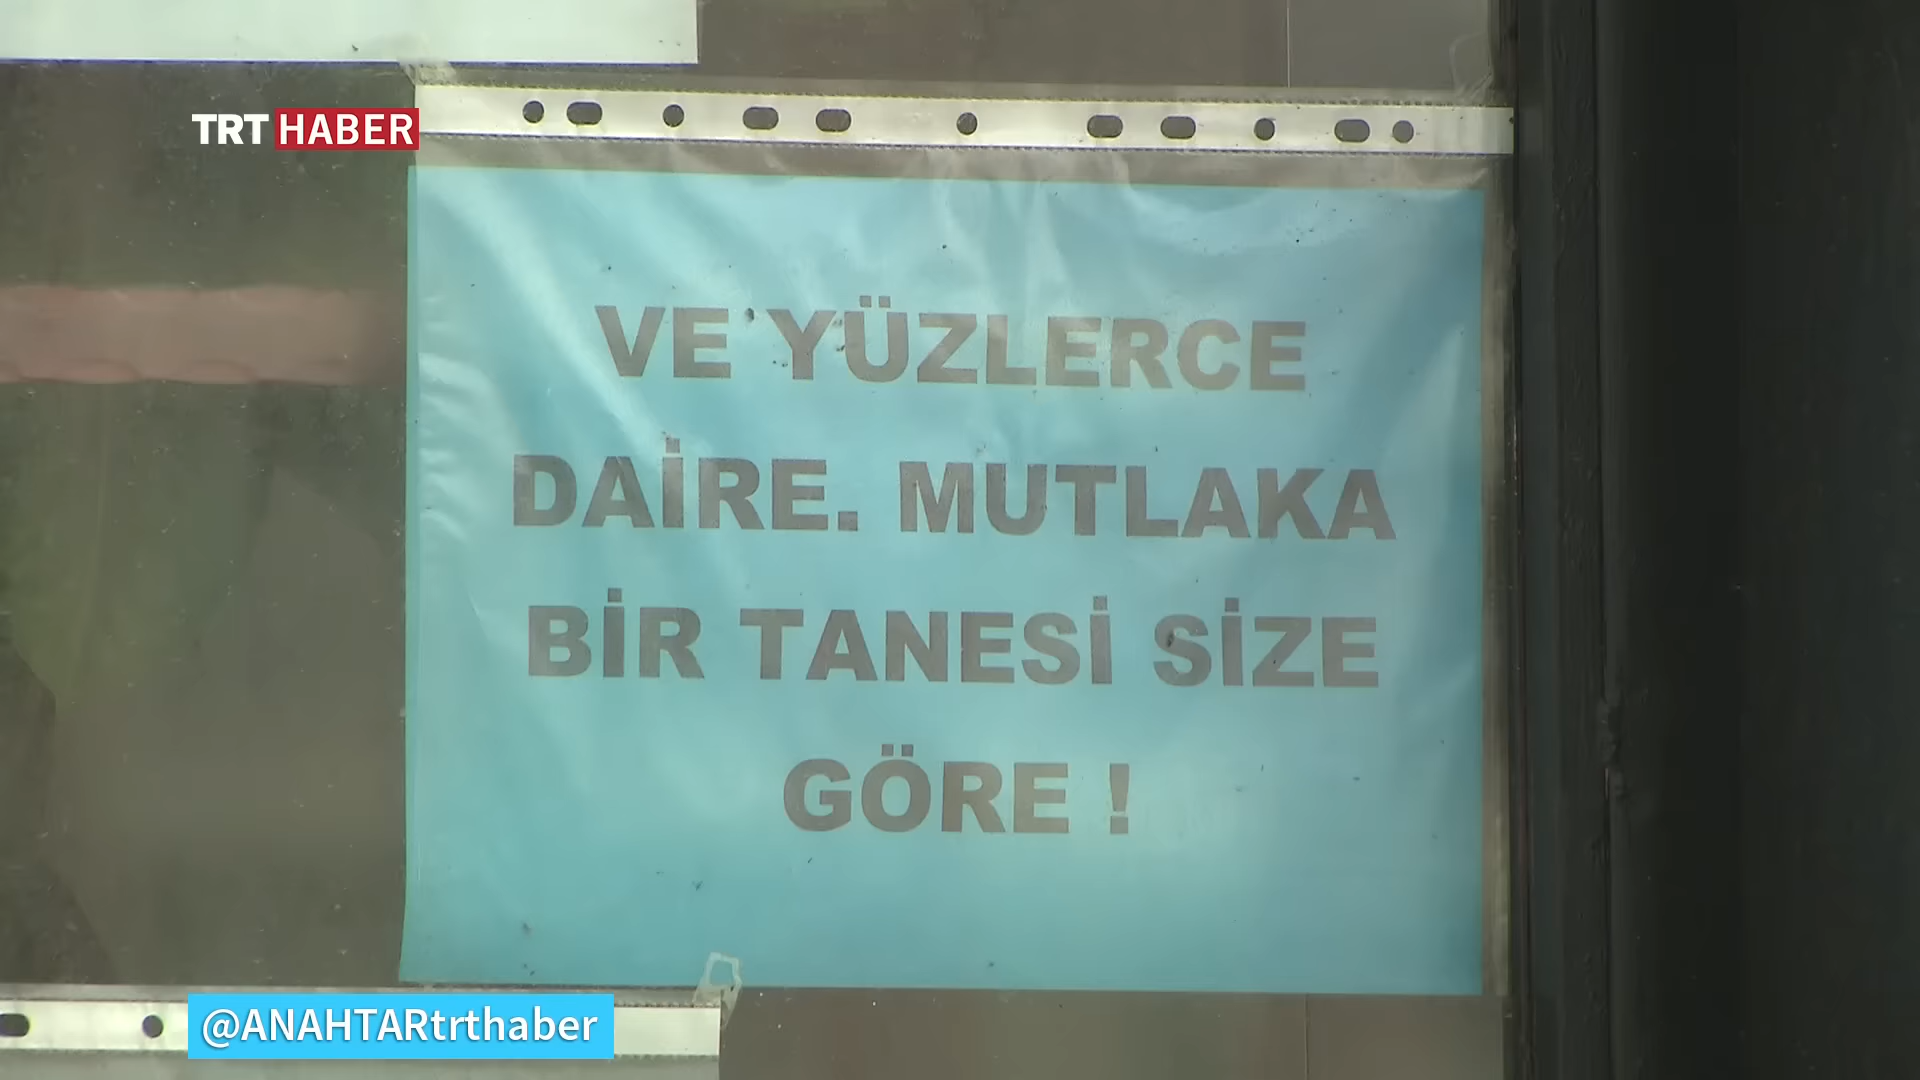 TRT HABER
VE YÜZLERCE
DAİRE. MUTLAKA
BİR TANESİ SİZE
GÖRE !
@ANAHTARtrthaber